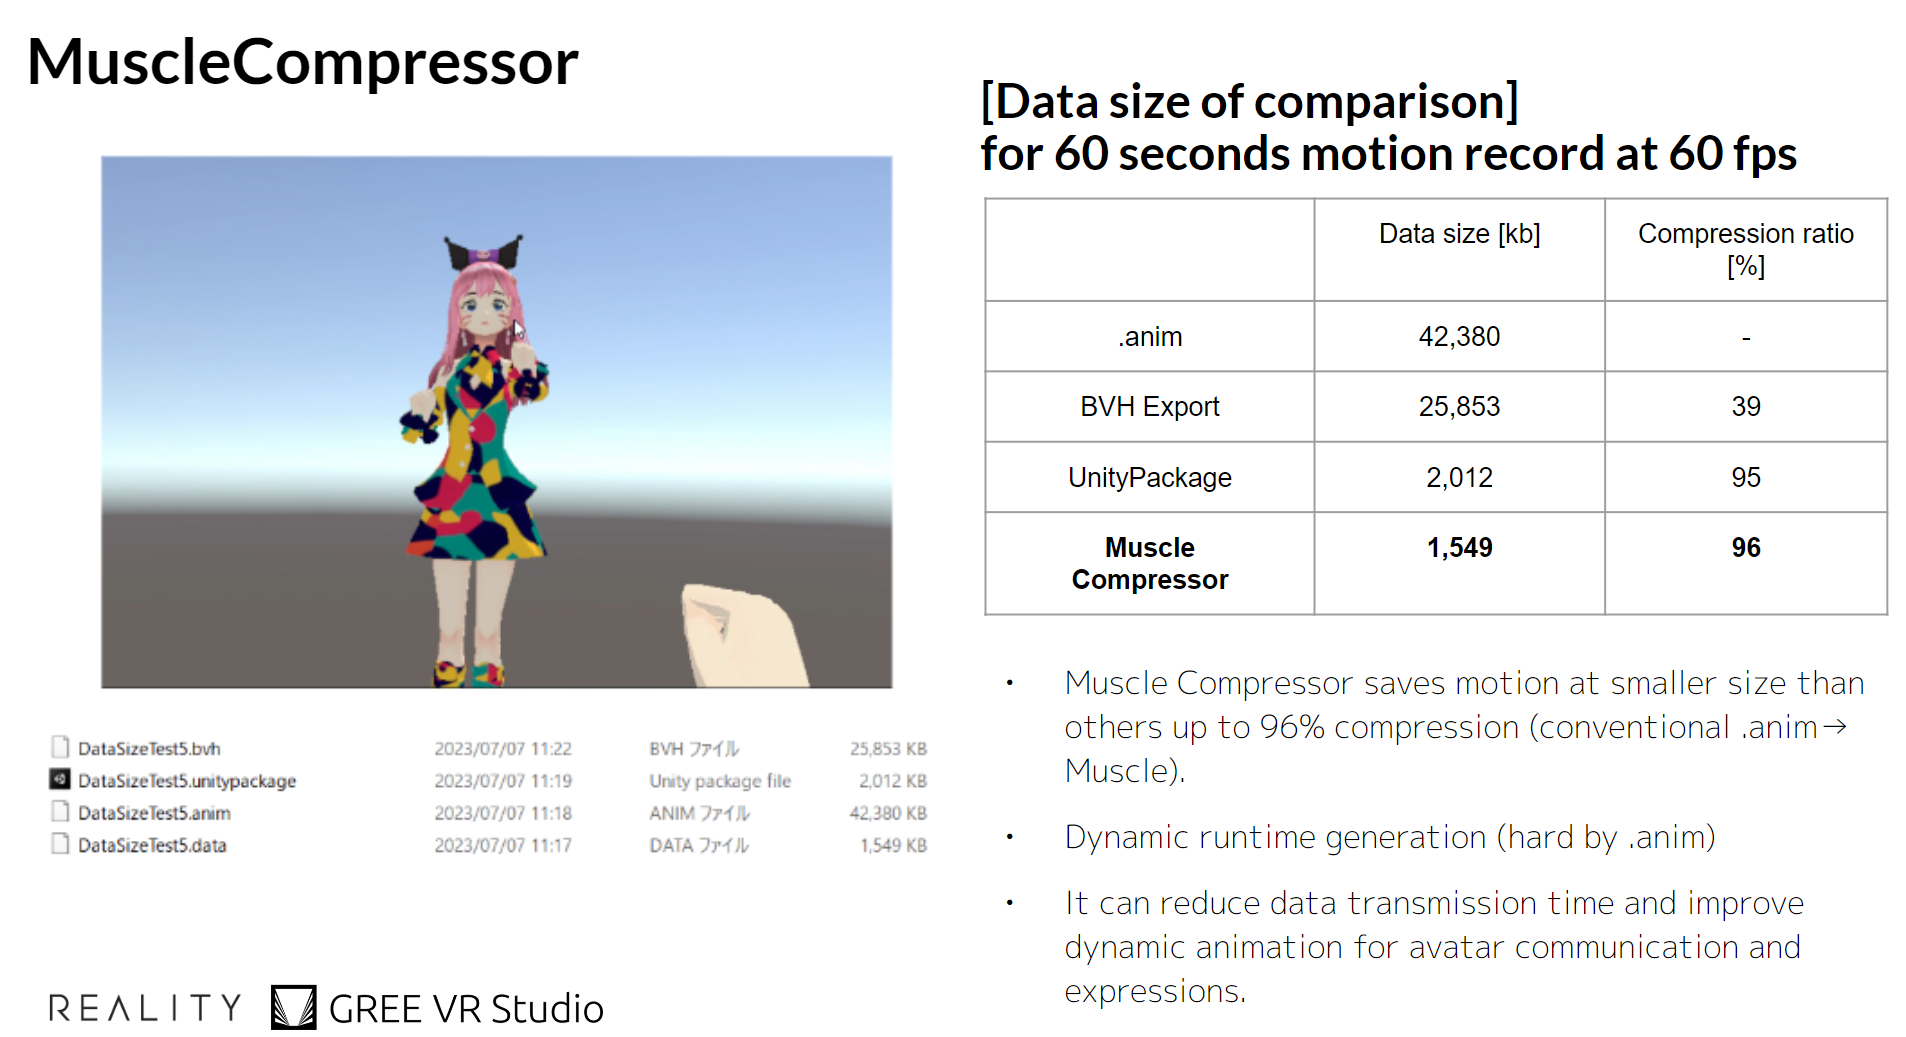 MuscleCompressor
[Data size of comparison]
for 60 seconds motion record at 60 fps
Data size [kb]
Compression ratio
[%]
.anim
42,380
-
BVH Export
25,853
39
UnityPackage
2,012
95
Muscle
Compressor
1,549
96
DataSizeTest5.bvh 2023/07/07 11:22 BVH ファイル 25,853 KB
DataSizeTest5.unitypackage 2023/07/07 11:19 Unity package file 2,012 KB
DataSizeTest5.anim 2023/07/07 11:18 ANIM ファイル 42,380 KB
DataSizeTest5.data 2023/07/07 11:17 DATA ファイル 1,549 KB
• Muscle Compressor saves motion at smaller size than
others up to 96% compression (conventional .anim→
Muscle).
• Dynamic runtime generation (hard by .anim)
• It can reduce data transmission time and improve
dynamic animation for avatar communication and
expressions.
REALITY GREE VR Studio